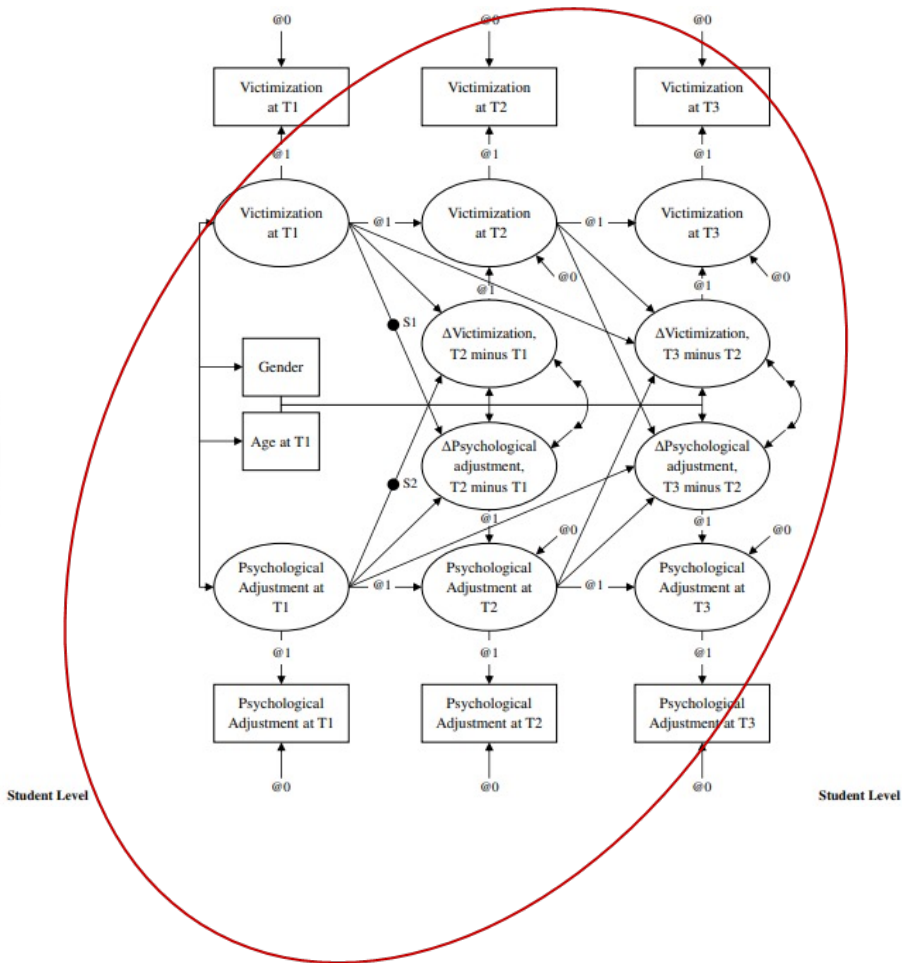 @0 @0 @0
Victimization
at T1
Victimization
at T2
Victimization
at T3
@1 @1 @1
Victimization
at T1
@1
Victimization
at T2
@1
Victimization
at T3
@0 @0
@1 @1
S1
ΔVictimization,
T2 minus T1
ΔVictimization,
T3 minus T2
Gender
Age at T1
ΔPsychological
adjustment,
T2 minus T1
ΔPsychological
adjustment,
T3 minus T2
S2
@1 @1
@0 @0
Psychological
Adjustment at
T1
@1
Psychological
Adjustment at
T2
@1
Psychological
Adjustment at
T3
@1 @1 @1
Psychological
Adjustment at T1
Psychological
Adjustment at T2
Psychological
Adjustment at T3
@0 @0 @0
Student Level Student Level